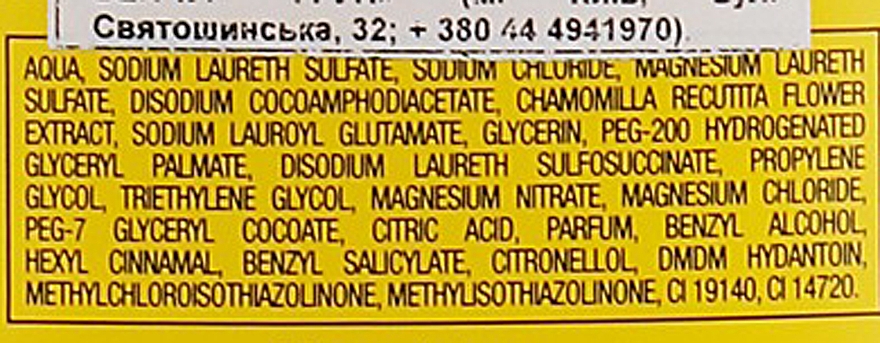 Святошинська, 32; + 380 44 4941970).
AQUA, SODIUM LAURETH SULFATE, SODIUM CHLORIDE, MAGNESIUM LAURETH
SULFATE, DISODIUM COCOAMPHODIACETATE, CHAMOMILLA RECUTITA FLOWER
EXTRACT, SODIUM LAUROYL GLUTAMATE, GLYCERIN, PEG-200 HYDROGENATED
GLYCERYL PALMATE, DISODIUM LAURETH SULFOSUCCINATE, PROPYLENE
GLYCOL, TRIETHYLENE GLYCOL, MAGNESIUM NITRATE, MAGNESIUM CHLORIDE,
PEG-7 GLYCERYL COCOATE, CITRIC ACID, PARFUM, BENZYL ALCOHOL,
HEXYL CINNAMAL, BENZYL SALICYLATE, CITRONELLOL, DMDM HYDANTOIN,
METHYLCHLOROISOTHIAZOLINONE, METHYLISOTHIAZOLINONE, CI 19140, CI 14720.